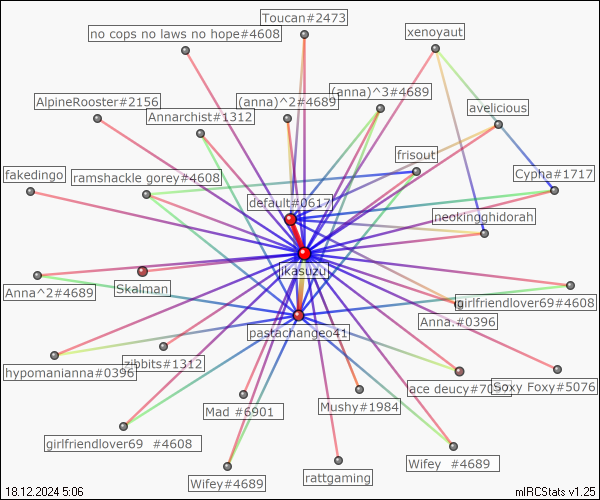 Toucan#2473
no cops no laws no hope#4608
xenoyaut
(anna)^3#4689
AlpineRooster#2156
(anna)^2#4689
Annarchist#1312
avelicious
frisout
fakedingo
ramshackle gorey#4608
Cypha#1717
default#0617
neokingghidorah
jikasuzu
Anna^2#4689
Skalman
girlfriendlover69#4608
Anna.#0396
pastachangeo41
zibbits#1312
hypomanianna#0396
ace deucy#70
Soxy Foxy#5076
Mad #6901
Mushy#1984
girlfriendlover69 #4608
Wifey #4689
rattgaming
Wifey#4689
18.12.2024 5:06
mIRCStats v1.25